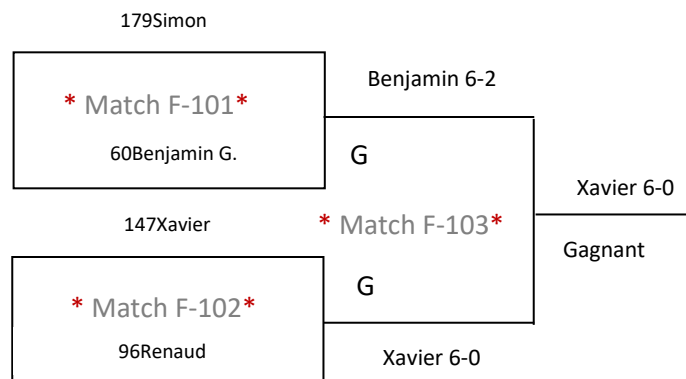 179Simon
Benjamin 6-2
* Match F-101*
60Benjamin G.
G
Xavier 6-0
147Xavier
* Match F-103*
Gagnant
G
* Match F-102*
96Renaud
Xavier 6-0